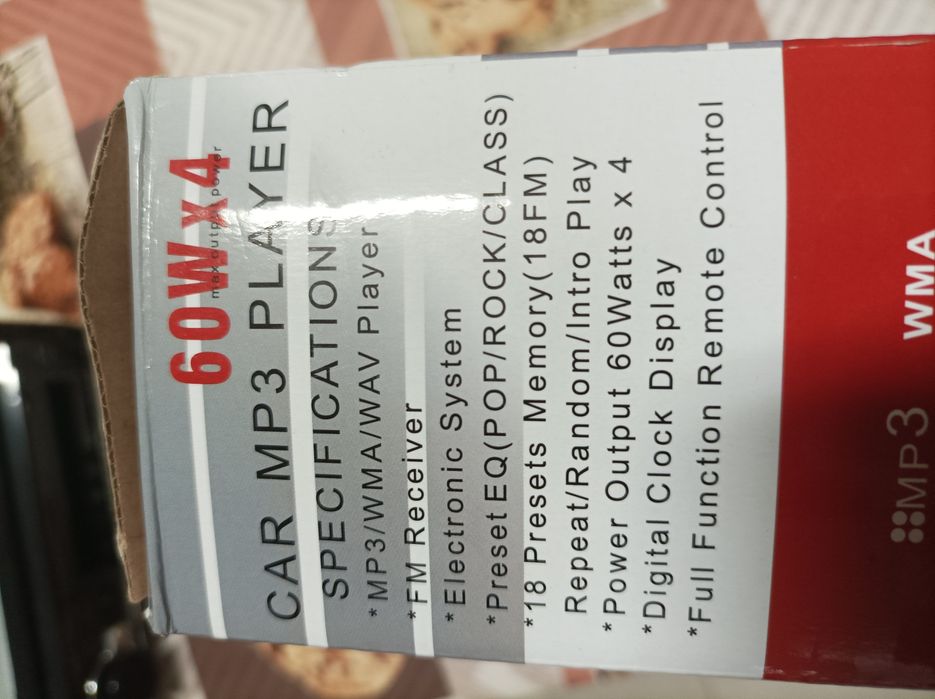 60W x 4
max output power
CAR MP3 PLAYER
SPECIFICATIONS
*MP3/WMA/WAV Player
*FM Receiver
*Electronic System
*Preset EQ(POP/ROCK/CLASS)
*18 Presets Memory(18FM)
Repeat/Random/Intro Play
*Power Output 60Watts x 4
*Digital Clock Display
*Full Function Remote Control
MP3 WMA